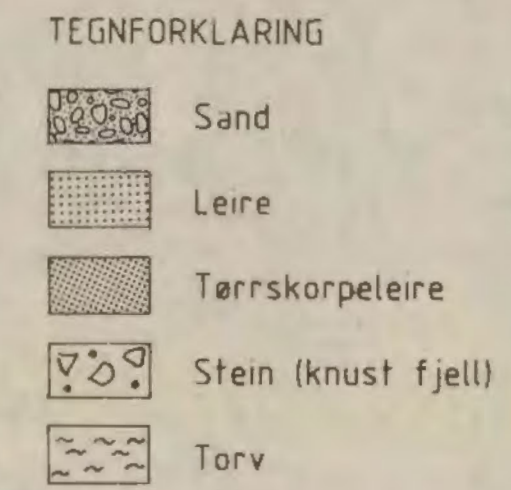 TEGNFORKLARING
Sand
Leire
Tørrskorpeleire
Stein (knust fjell)
Torv